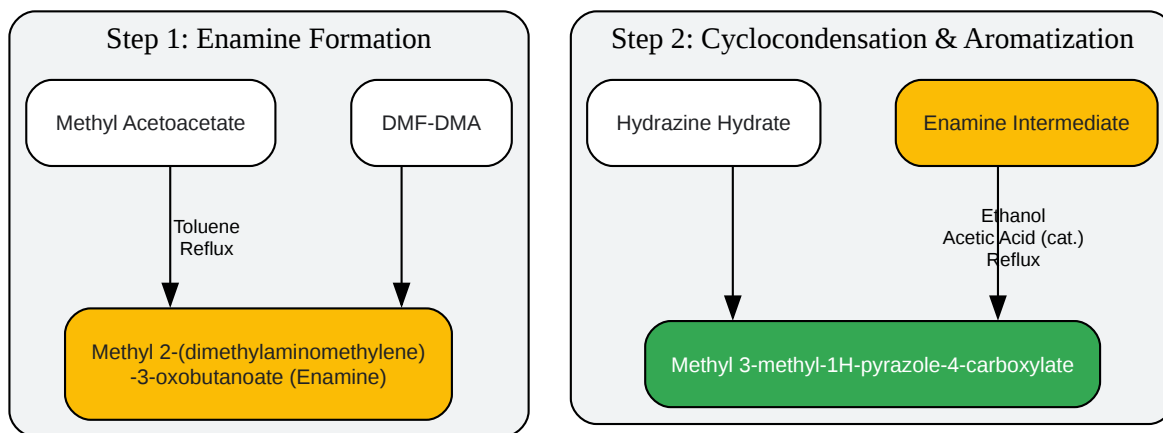 Step 1: Enamine Formation
Methyl Acetoacetate
DMF-DMA
Toluene
Reflux
Methyl 2-(dimethylaminomethylene)
-3-oxobutanoate (Enamine)
Step 2: Cyclocondensation & Aromatization
Hydrazine Hydrate
Enamine Intermediate
Ethanol
Acetic Acid (cat.)
Reflux
Methyl 3-methyl-1H-pyrazole-4-carboxylate